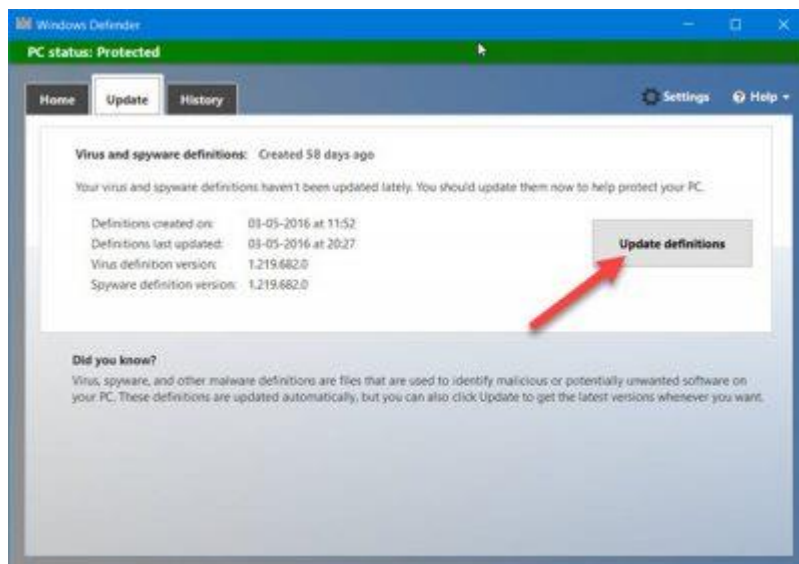 Windows Defender
PC status: Protected
Home Update History Settings Help
Virus and spyware definitions: Created 58 days ago
Your virus and spyware definitions haven't been updated lately. You should update them now to help protect your PC.
Definitions created on: 03-05-2016 at 11:52
Definitions last updated: 03-05-2016 at 20:27
Virus definition version: 1.219.682.0
Spyware definition version: 1.219.682.0
Update definitions
Did you know?
Virus, spyware, and other malware definitions are files that are used to identify malicious or potentially unwanted software on
your PC. These definitions are updated automatically, but you can also click Update to get the latest versions whenever you want.